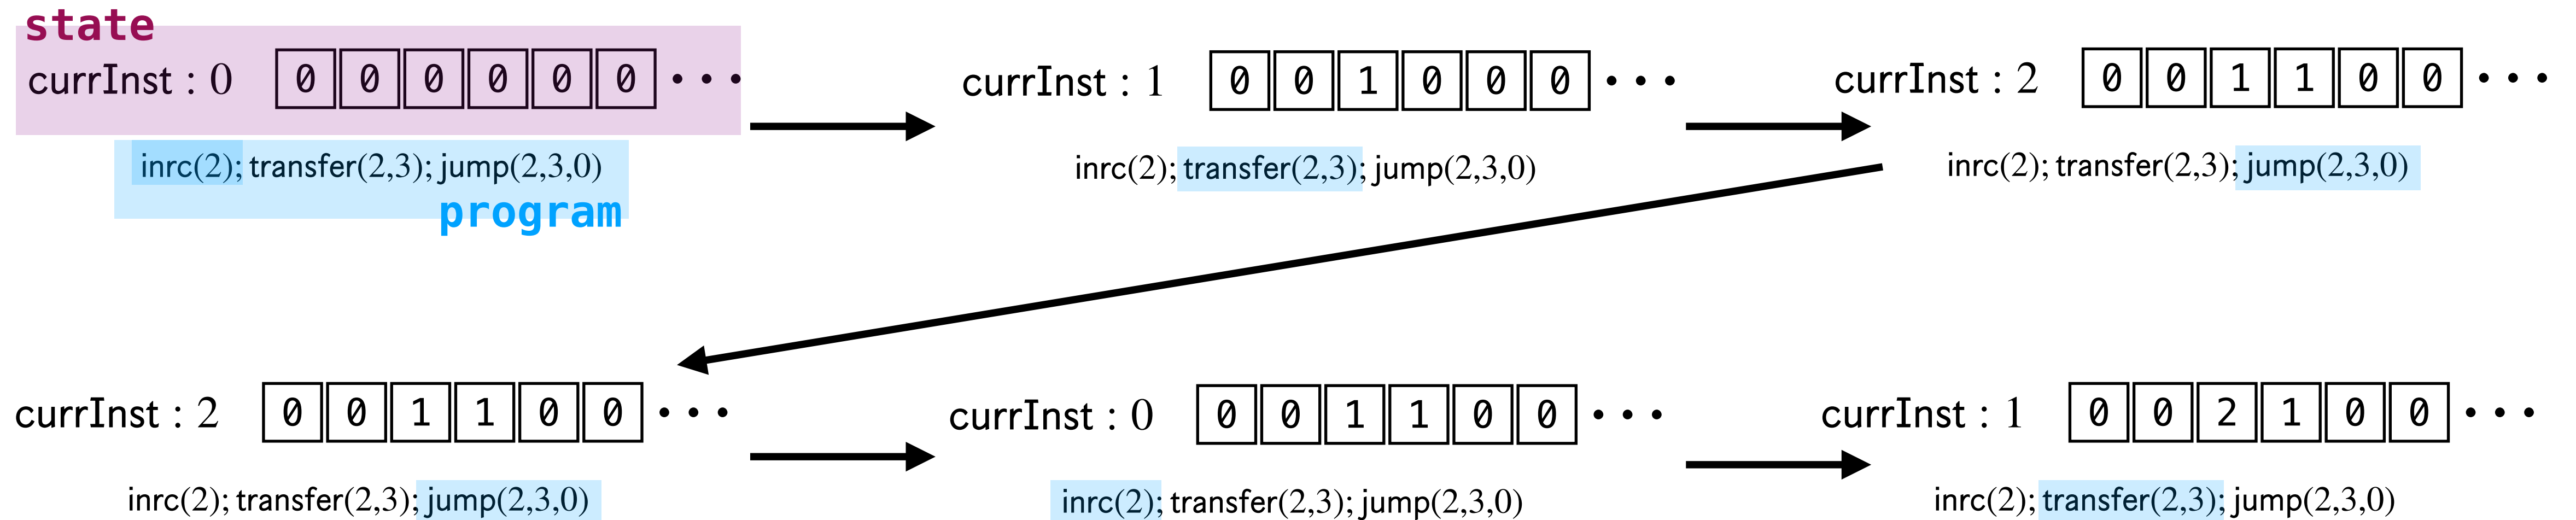 state
currInst : 0 0 0 0 0 0 0 ···
inrc(2); transfer(2,3); jump(2,3,0)
program
currInst : 1 0 0 1 0 0 0 ···
inrc(2); transfer(2,3); jump(2,3,0)
currInst : 2 0 0 1 1 0 0 ···
inrc(2); transfer(2,3); jump(2,3,0)
currInst : 2 0 0 1 1 0 0 ···
inrc(2); transfer(2,3); jump(2,3,0)
currInst : 0 0 0 1 1 0 0 ···
inrc(2); transfer(2,3); jump(2,3,0)
currInst : 1 0 0 2 1 0 0 ···
inrc(2); transfer(2,3); jump(2,3,0)